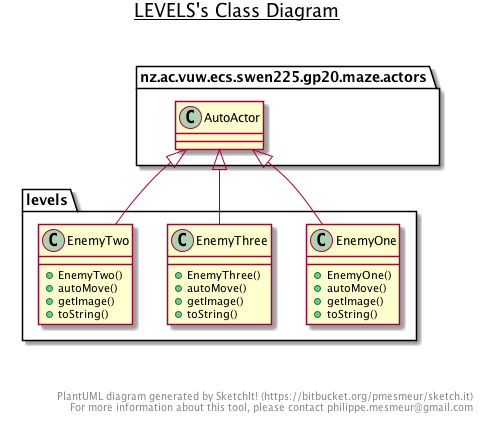 LEVELS's Class Diagram
nz.ac.vuw.ecs.swen225.gp20.maze.actors
C AutoActor
levels
C EnemyTwo
EnemyTwo()
autoMove()
getImage()
toString()
C EnemyThree
EnemyThree()
autoMove()
getImage()
toString()
C EnemyOne
EnemyOne()
autoMove()
getImage()
toString()
PlantUML diagram generated by SketchIt! (https://bitbucket.org/pmesmeur/sketch.it)
For more information about this tool, please contact philippe.mesmeur@gmail.com